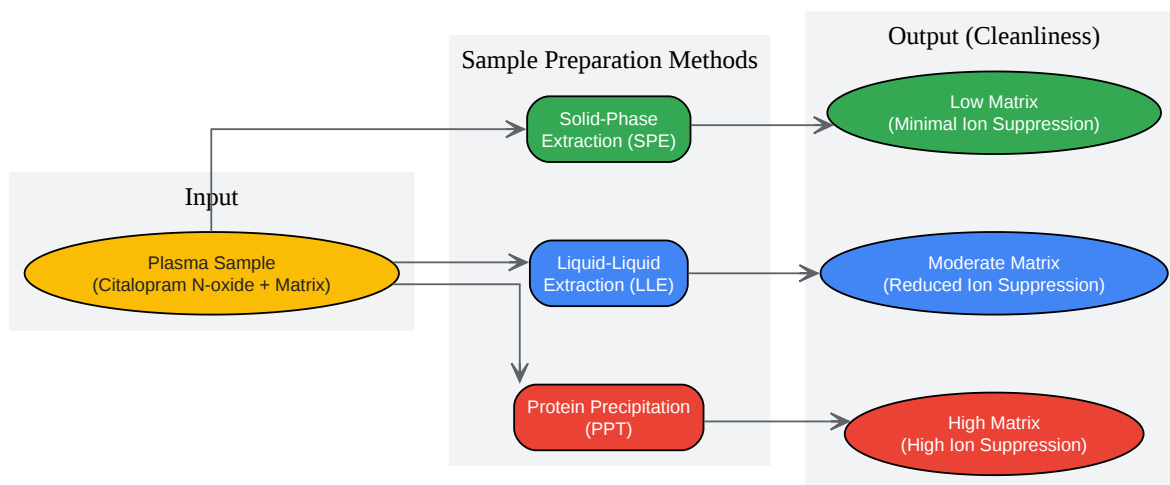 Input
Plasma Sample
(Citalopram N-oxide + Matrix)
Sample Preparation Methods
Solid-Phase
Extraction (SPE)
Liquid-Liquid
Extraction (LLE)
Protein Precipitation
(PPT)
Output (Cleanliness)
Low Matrix
(Minimal Ion Suppression)
Moderate Matrix
(Reduced Ion Suppression)
High Matrix
(High Ion Suppression)